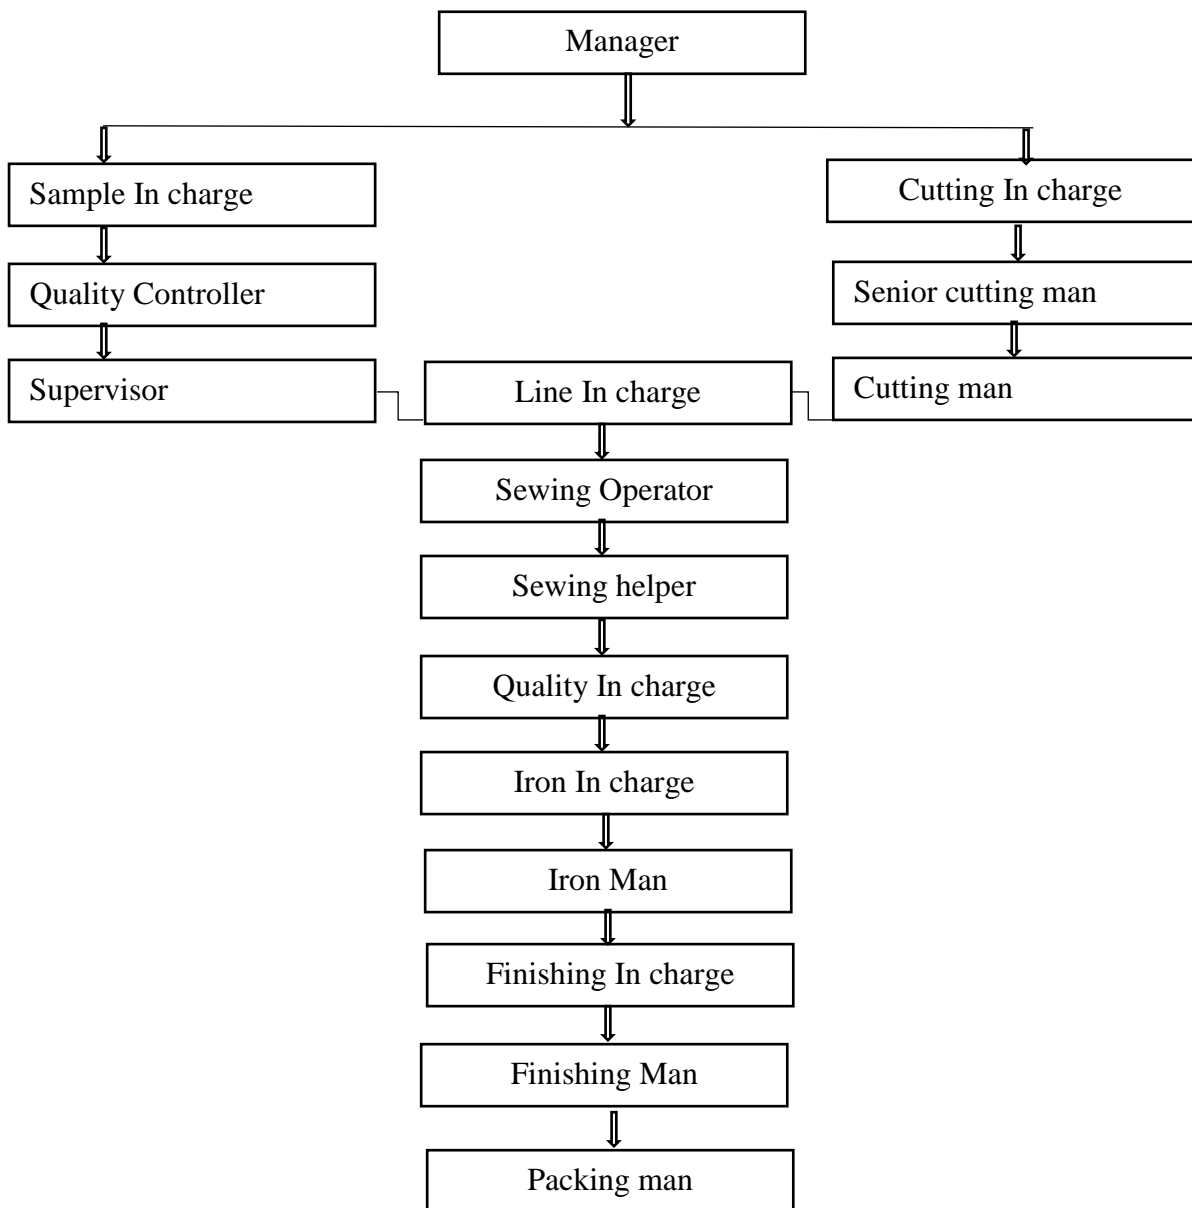 Manager
Sample In charge
Cutting In charge
Quality Controller
Senior cutting man
Supervisor
Line In charge
Cutting man
Sewing Operator
Sewing helper
Quality In charge
Iron In charge
Iron Man
Finishing In charge
Finishing Man
Packing man